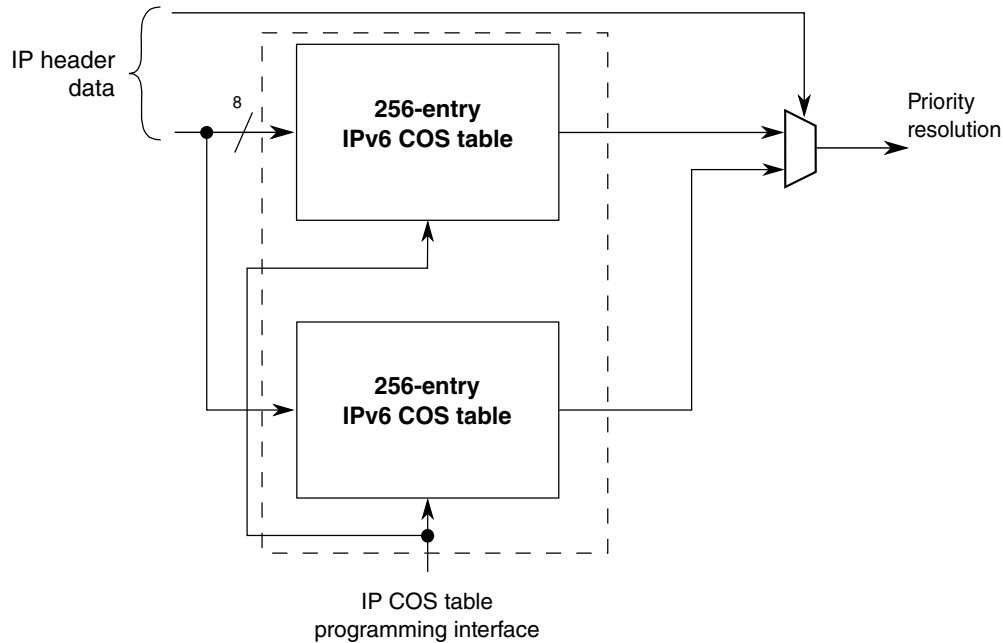 IP header
data
8
256-entry
IPv6 COS table
Priority
resolution
256-entry
IPv6 COS table
IP COS table
programming interface